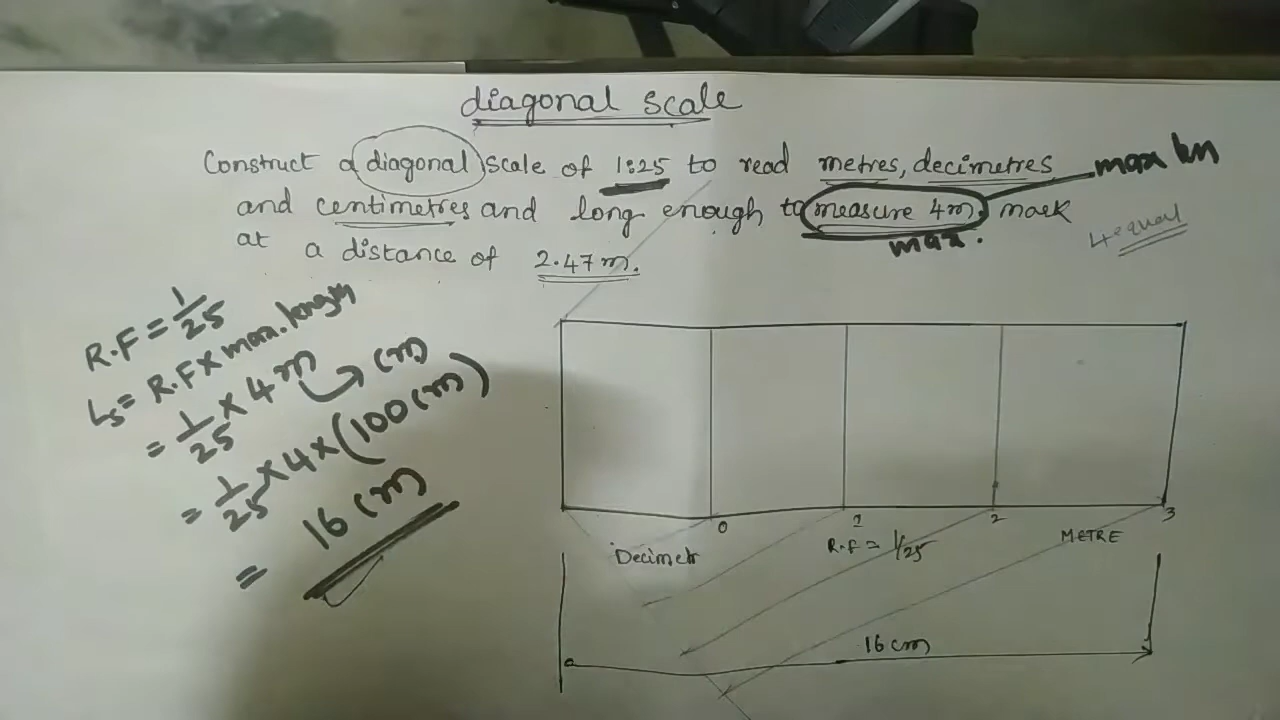 diagonal scale
Construct a diagonal scale of 1:25 to read metres, decimetres
and centimetres and long enough to measure 4m. mark
at a distance of 2.47m.
max len
max.
4 equal
R.F = 1/25
Ls = R.F × max. length
= 1/25 × 4 m → cm
= 1/25 × 4 × (100 cm)
= 16 cm
0 1 2 3
Decimetr R.F = 1/25 METRE
16 cm